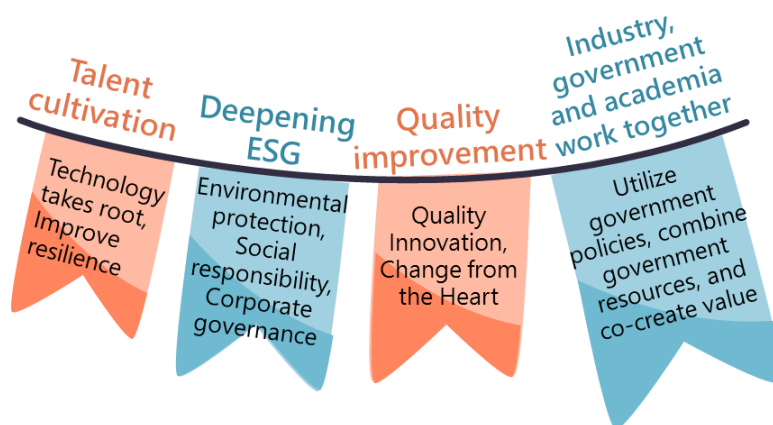 Talent
cultivation
Technology
takes root,
Improve
resilience
Deepening
ESG
Environmental
protection,
Social
responsibility,
Corporate
governance
Quality
improvement
Quality
Innovation,
Change from
the Heart
Industry,
government
and academia
work together
Utilize
government
policies, combine
government
resources, and
co-create value